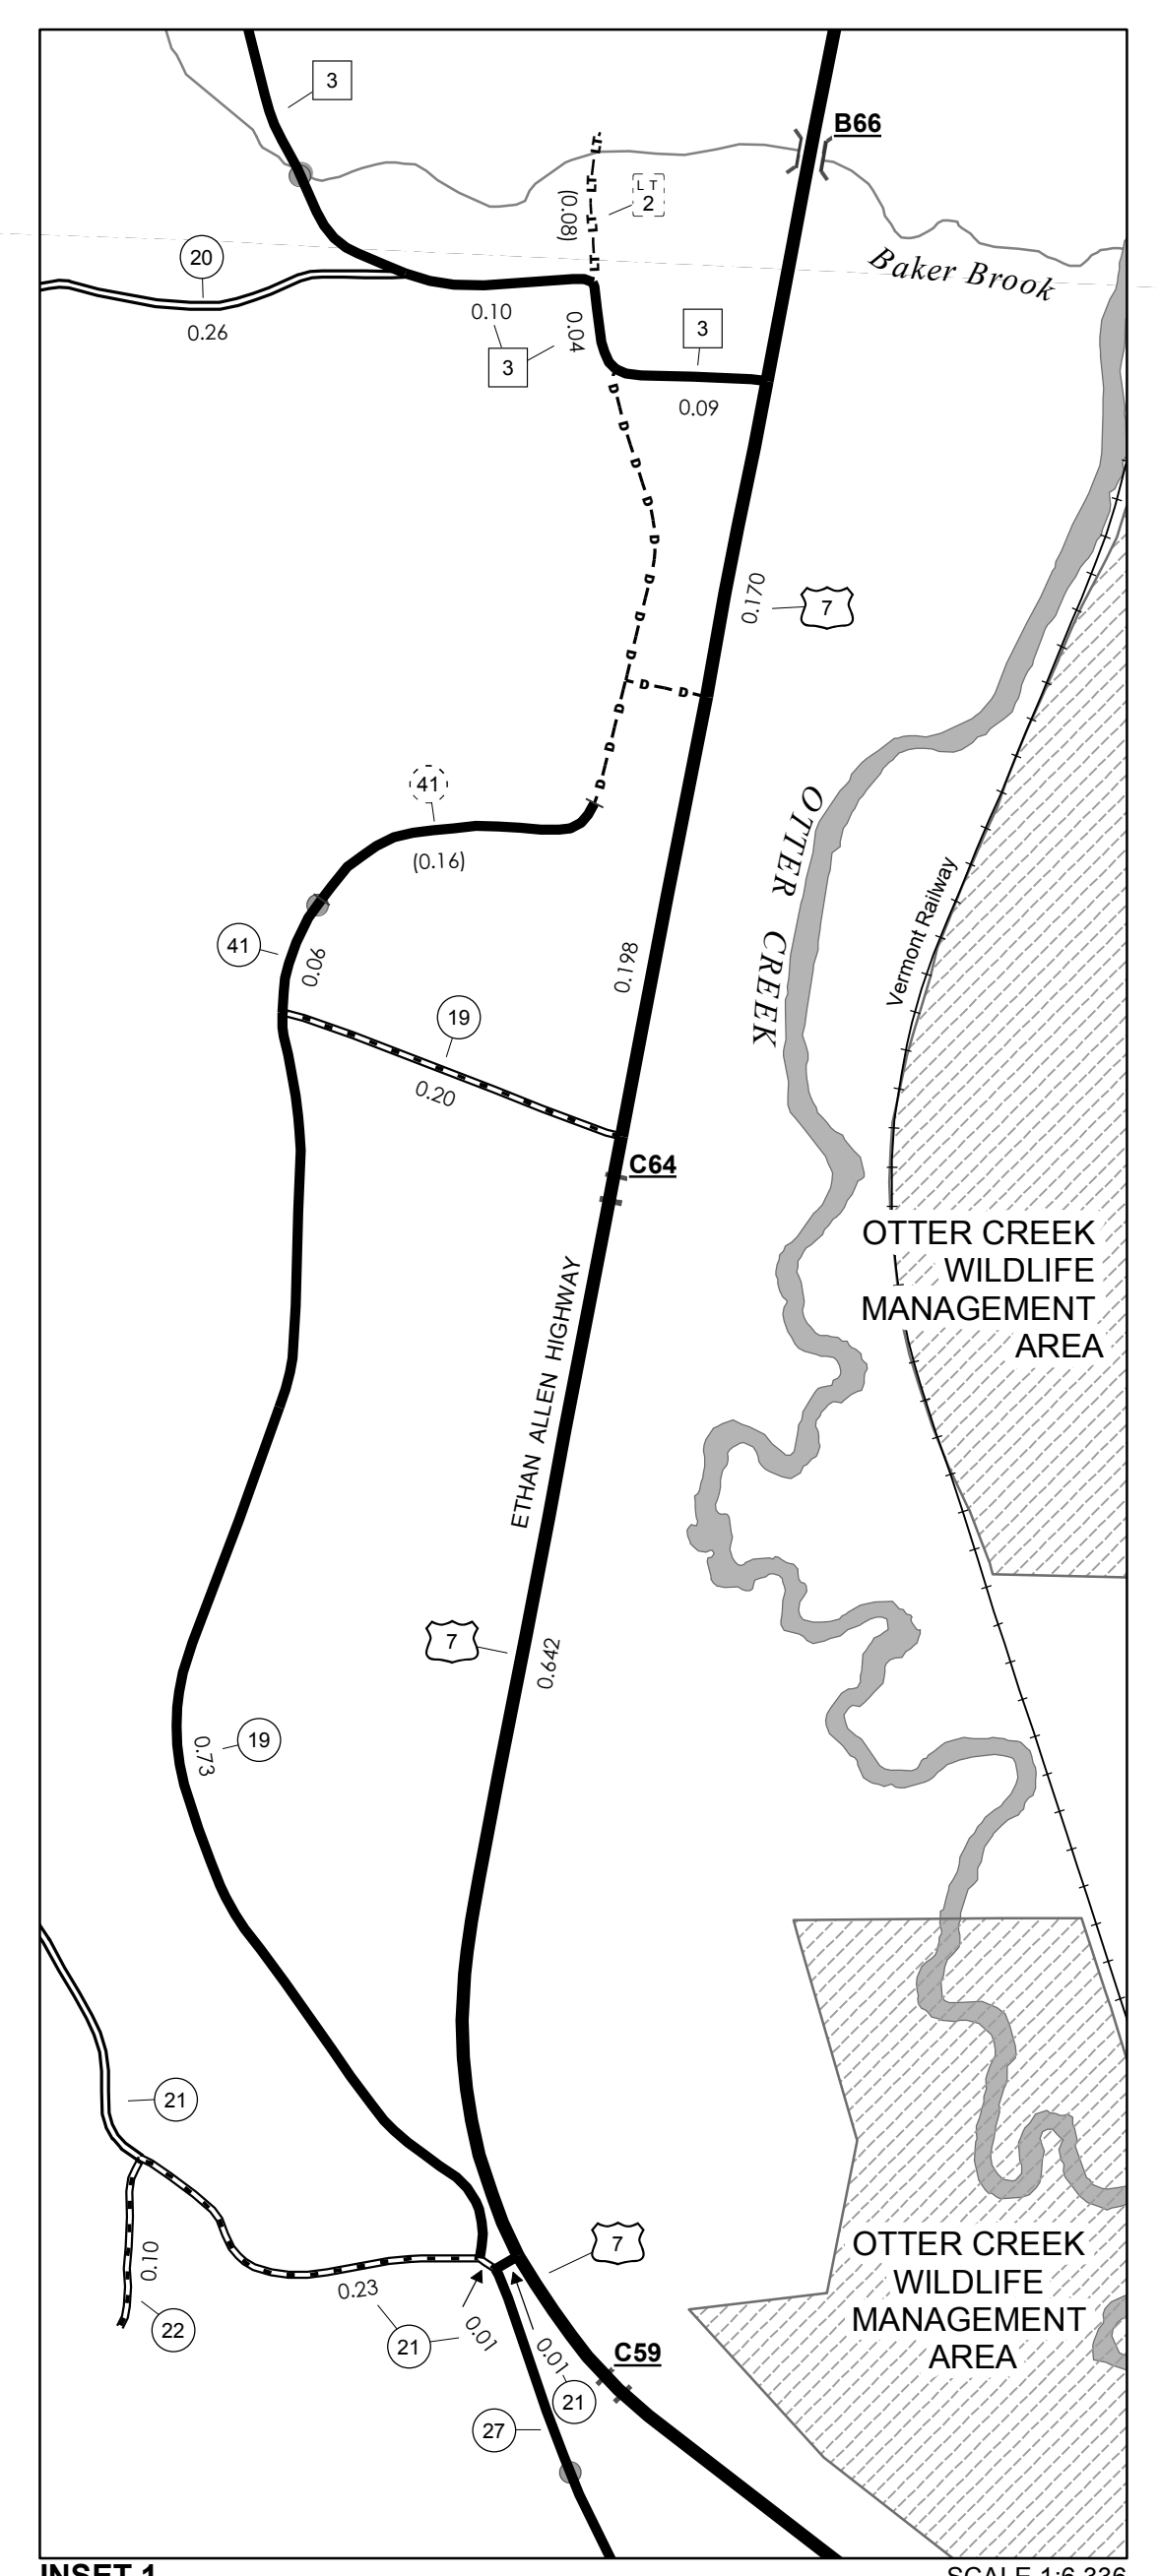 3
B66
LT
LT
LT
LT
(0.08)
L T
2
Baker Brook
20
0.26
0.10
0.04
3
3
0.09
D
D
D
D
D
D
D
D
D
D
D
D
D
0.170
7
41
(0.16)
OTTER CREEK
Vermont Railway
41
0.06
0.198
19
0.20
C64
OTTER CREEK
WILDLIFE
MANAGEMENT
AREA
ETHAN ALLEN HIGHWAY
7
0.642
0.73
19
21
0.10
22
0.23
21
0.01
0.01
21
7
C59
27
OTTER CREEK
WILDLIFE
MANAGEMENT
AREA
INSET 1
SCALE 1:6,336